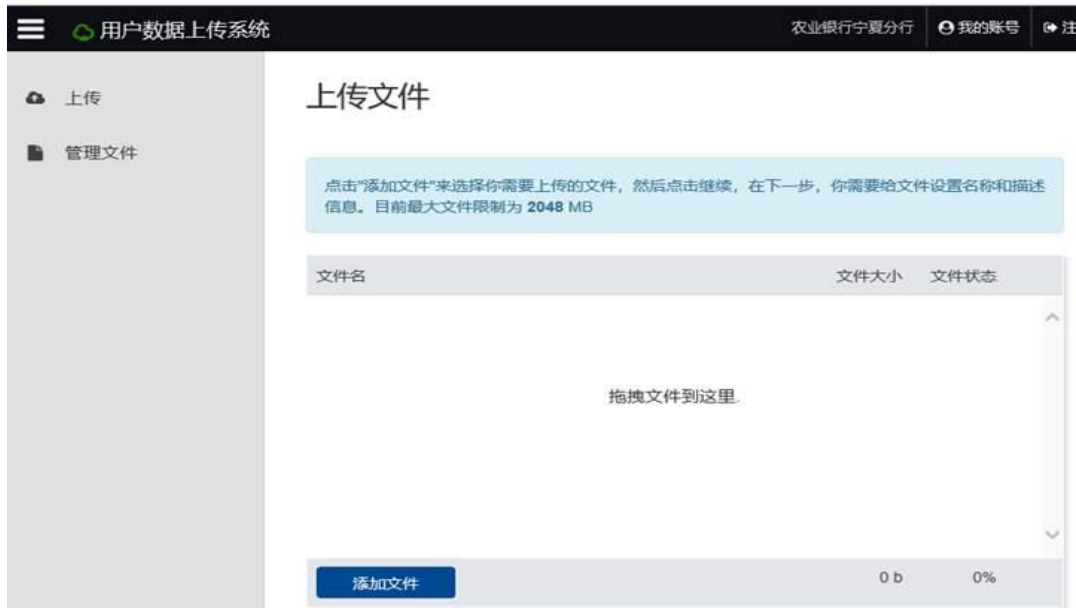 用户数据上传系统
农业银行宁夏分行
我的账号
注
上传
管理文件
上传文件
点击"添加文件"来选择你需要上传的文件，然后点击继续，在下一步，你需要给文件设置名称和描述
信息。目前最大文件限制为 2048 MB
文件名 文件大小 文件状态
拖拽文件到这里.
添加文件 0 b 0%